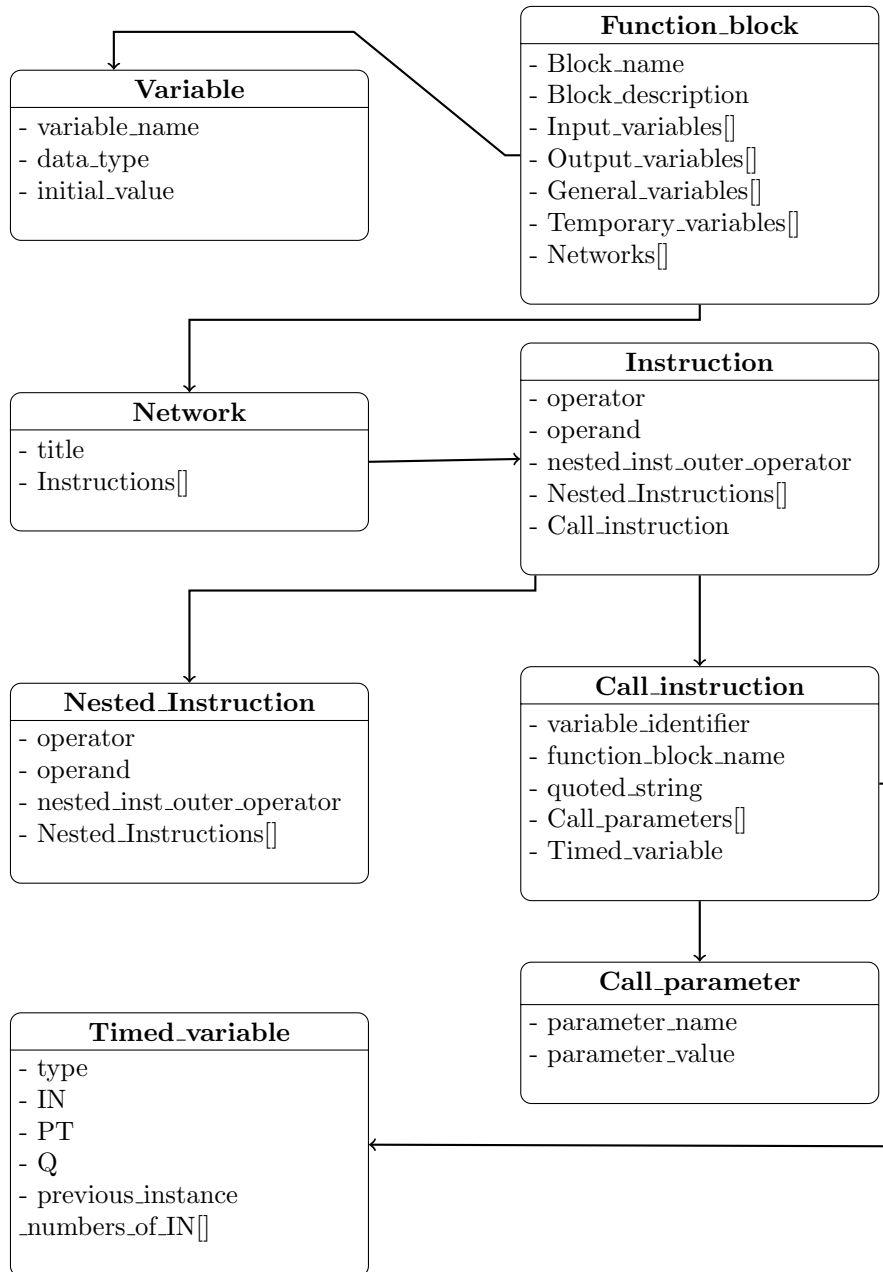 Function_block
- Block_name
- Block_description
- Input_variables[]
- Output_variables[]
- General_variables[]
- Temporary_variables[]
- Networks[]
Variable
- variable_name
- data_type
- initial_value
Network
- title
- Instructions[]
Instruction
- operator
- operand
- nested_inst_outer_operator
- Nested_Instructions[]
- Call_instruction
Nested_Instruction
- operator
- operand
- nested_inst_outer_operator
- Nested_Instructions[]
Call_instruction
- variable_identifier
- function_block_name
- quoted_string
- Call_parameters[]
- Timed_variable
Call_parameter
- parameter_name
- parameter_value
Timed_variable
- type
- IN
- PT
- Q
- previous_instance
_numbers_of_IN[]